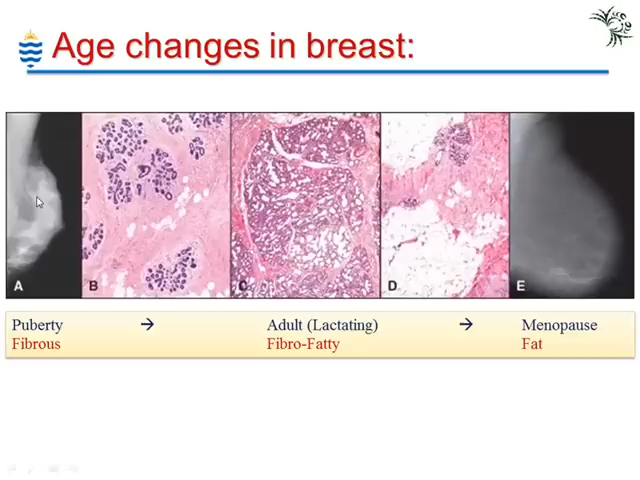 Age changes in breast:
A B C D E
Puberty → Adult (Lactating) → Menopause
Fibrous Fibro-Fatty Fat